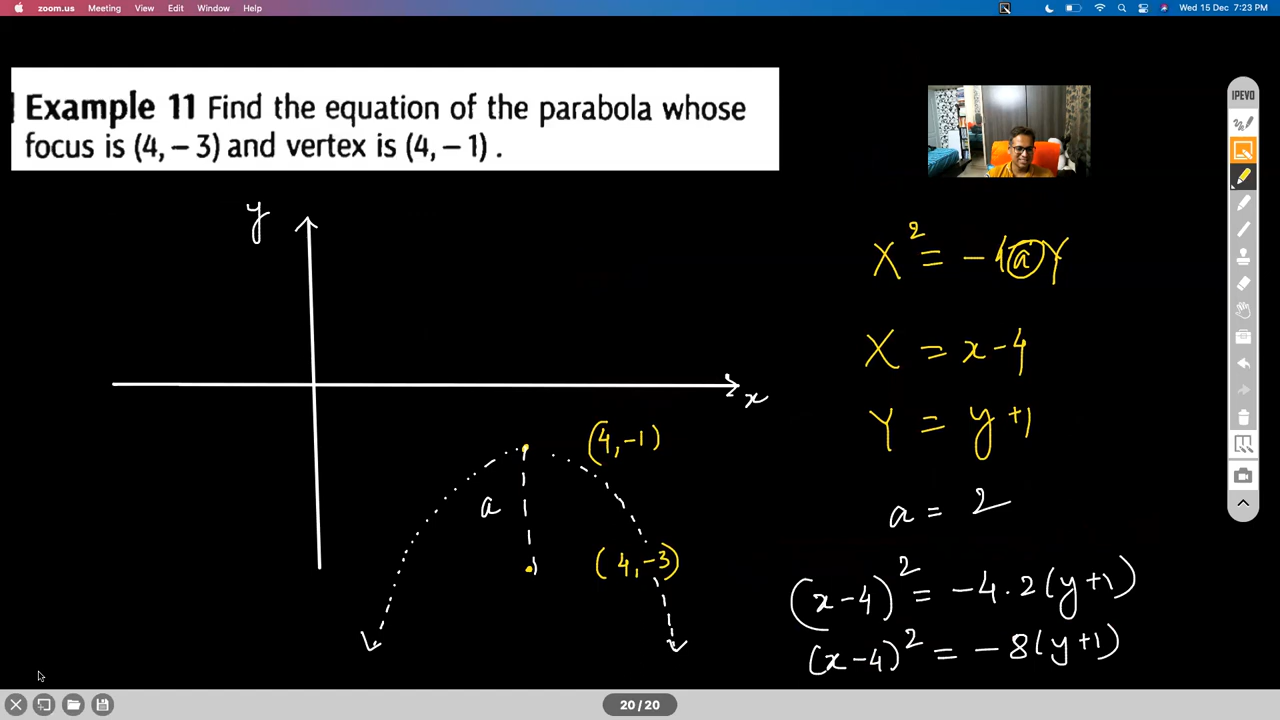 zoom.us Meeting View Edit Window Help
Wed 15 Dec 7:23 PM
Example 11 Find the equation of the parabola whose
focus is (4, – 3) and vertex is (4, – 1) .
IPEVO
y
x
(4,-1)
a
(4,-3)
X² = -4aY
X = x-4
Y = y+1
a = 2
(x-4)² = -4·2(y+1)
(x-4)² = -8(y+1)
20 / 20